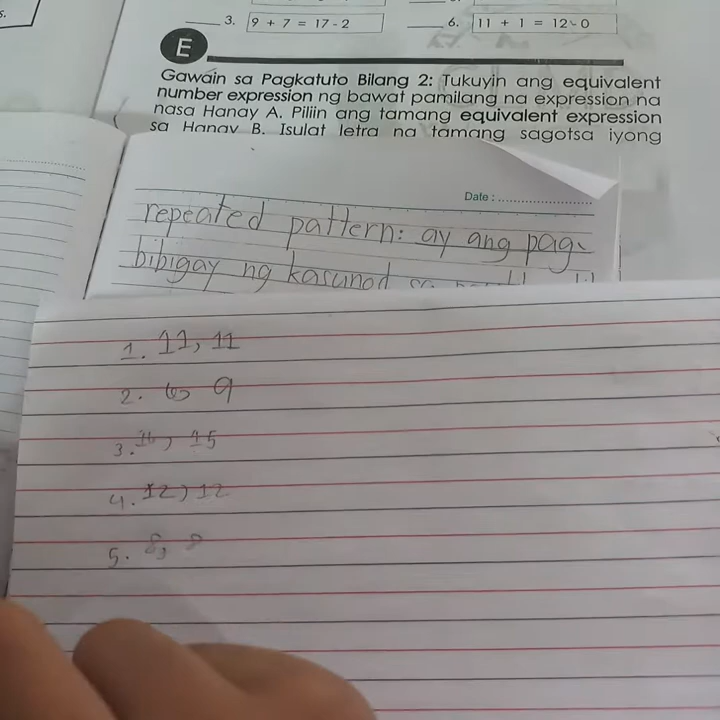 s.
3. 9 + 7 = 17 - 2
6. 11 + 1 = 12 - 0
E
Gawain sa Pagkatuto Bilang 2: Tukuyin ang equivalent
number expression ng bawat pamilang na expression na
nasa Hanay A. Piliin ang tamang equivalent expression
sa Hanay B. Isulat letra na tamang sagotsa iyong
Date :
repeated pattern: ay ang pag-
bibigay ng kasunod
1. 11, 11
2. 9
3. 16, 15
4. 12, 12
5. 8, 8